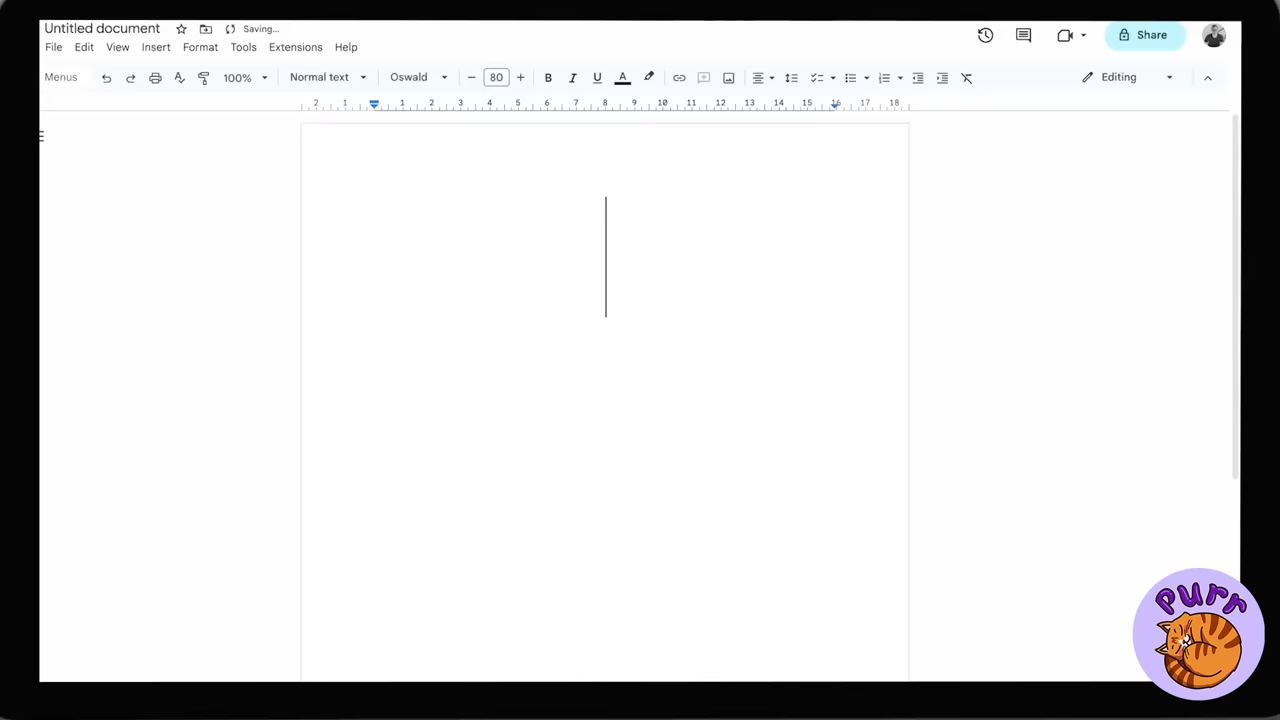 Untitled document Saving...
Share
File Edit View Insert Format Tools Extensions Help
Menus 100% Normal text Oswald 80 B I U A Editing
2 1 1 2 3 4 5 6 7 8 9 10 11 12 13 14 15 16 17 18
purr